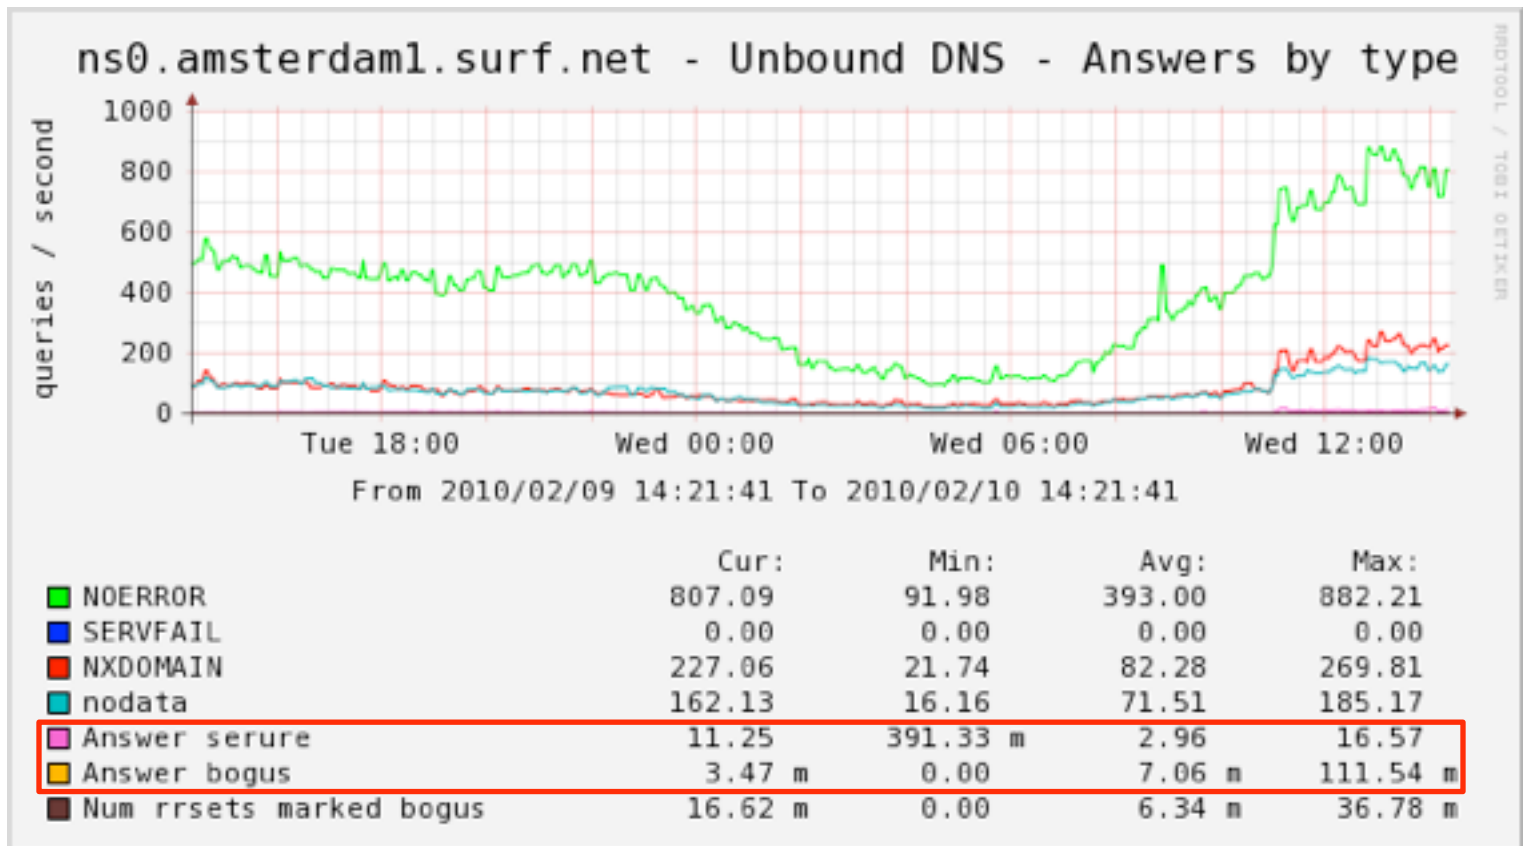 ns0.amsterdam1.surf.net - Unbound DNS - Answers by type
RRDTOOL / TOBI OETIKER
queries / second
1000
800
600
400
200
0
Tue 18:00 Wed 00:00 Wed 06:00 Wed 12:00
From 2010/02/09 14:21:41 To 2010/02/10 14:21:41
Cur: Min: Avg: Max:
NOERROR 807.09 91.98 393.00 882.21
SERVFAIL 0.00 0.00 0.00 0.00
NXDOMAIN 227.06 21.74 82.28 269.81
nodata 162.13 16.16 71.51 185.17
Answer serure 11.25 391.33 m 2.96 16.57
Answer bogus 3.47 m 0.00 7.06 m 111.54 m
Num rrsets marked bogus 16.62 m 0.00 6.34 m 36.78 m